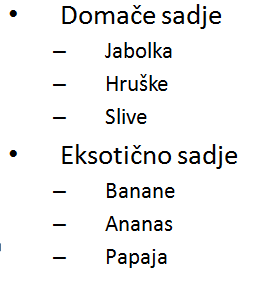 • Domače sadje
– Jabolka
– Hruške
– Slive
• Eksotično sadje
– Banane
– Ananas
– Papaja